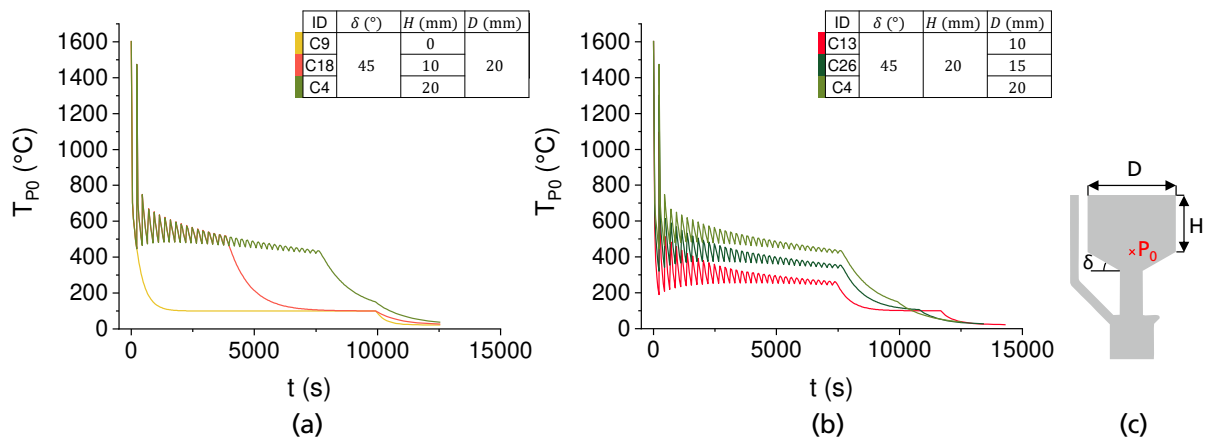 ID δ (°) H (mm) D (mm)
C9 0
C18 45 10 20
C4 20
1600
1400
1200
1000
800
600
400
200
0
T_P0 (°C)
0 5000 10000 15000
t (s)
(a)
ID δ (°) H (mm) D (mm)
C13 10
C26 45 20 15
C4 20
1600
1400
1200
1000
800
600
400
200
0
T_P0 (°C)
0 5000 10000 15000
t (s)
(b)
D
H
×P₀
δ
(c)